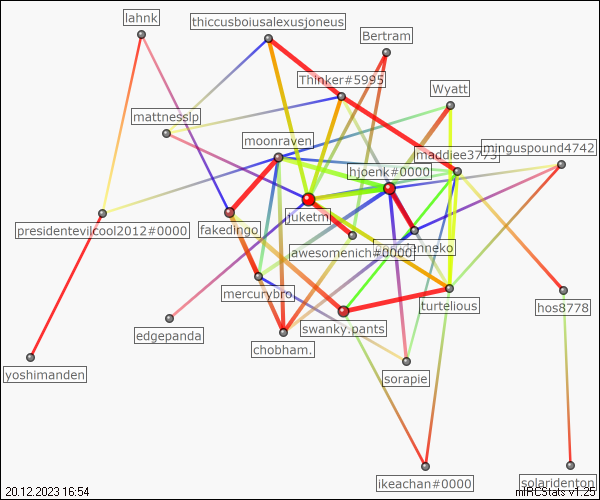 lahnk
thiccusboiusalexusjoneus
Bertram
Thinker#5995
Wyatt
mattnesslp
moonraven
minguspound4742
maddiee3773
hjoenk#0000
juketm
fakedingo
presidentevilcool2012#0000
awesomenich#0000
mercurybro
turtelious
hos8778
edgepanda
swanky.pants
chobham.
yoshimanden
sorapie
ikeachan#0000
solaridenton
20.12.2023 16:54
mIRCStats v1.25